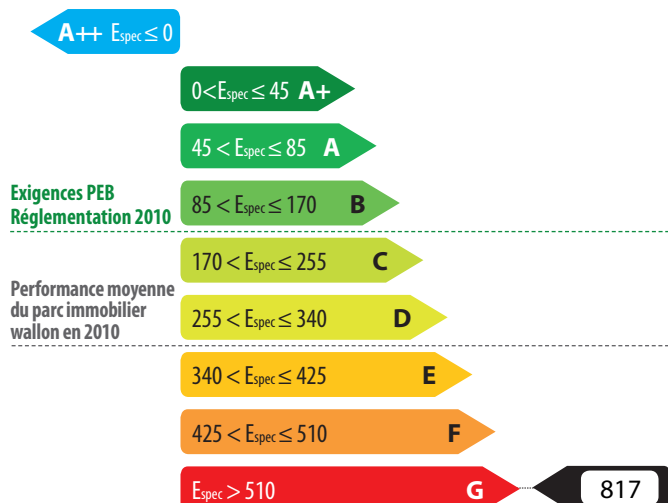 A++ Espec ≤ 0
0 < Espec ≤ 45 A+
45 < Espec ≤ 85 A
Exigences PEB
Réglementation 2010
85 < Espec ≤ 170 B
170 < Espec ≤ 255 C
Performance moyenne
du parc immobilier
wallon en 2010
255 < Espec ≤ 340 D
340 < Espec ≤ 425 E
425 < Espec ≤ 510 F
Espec > 510 G 817